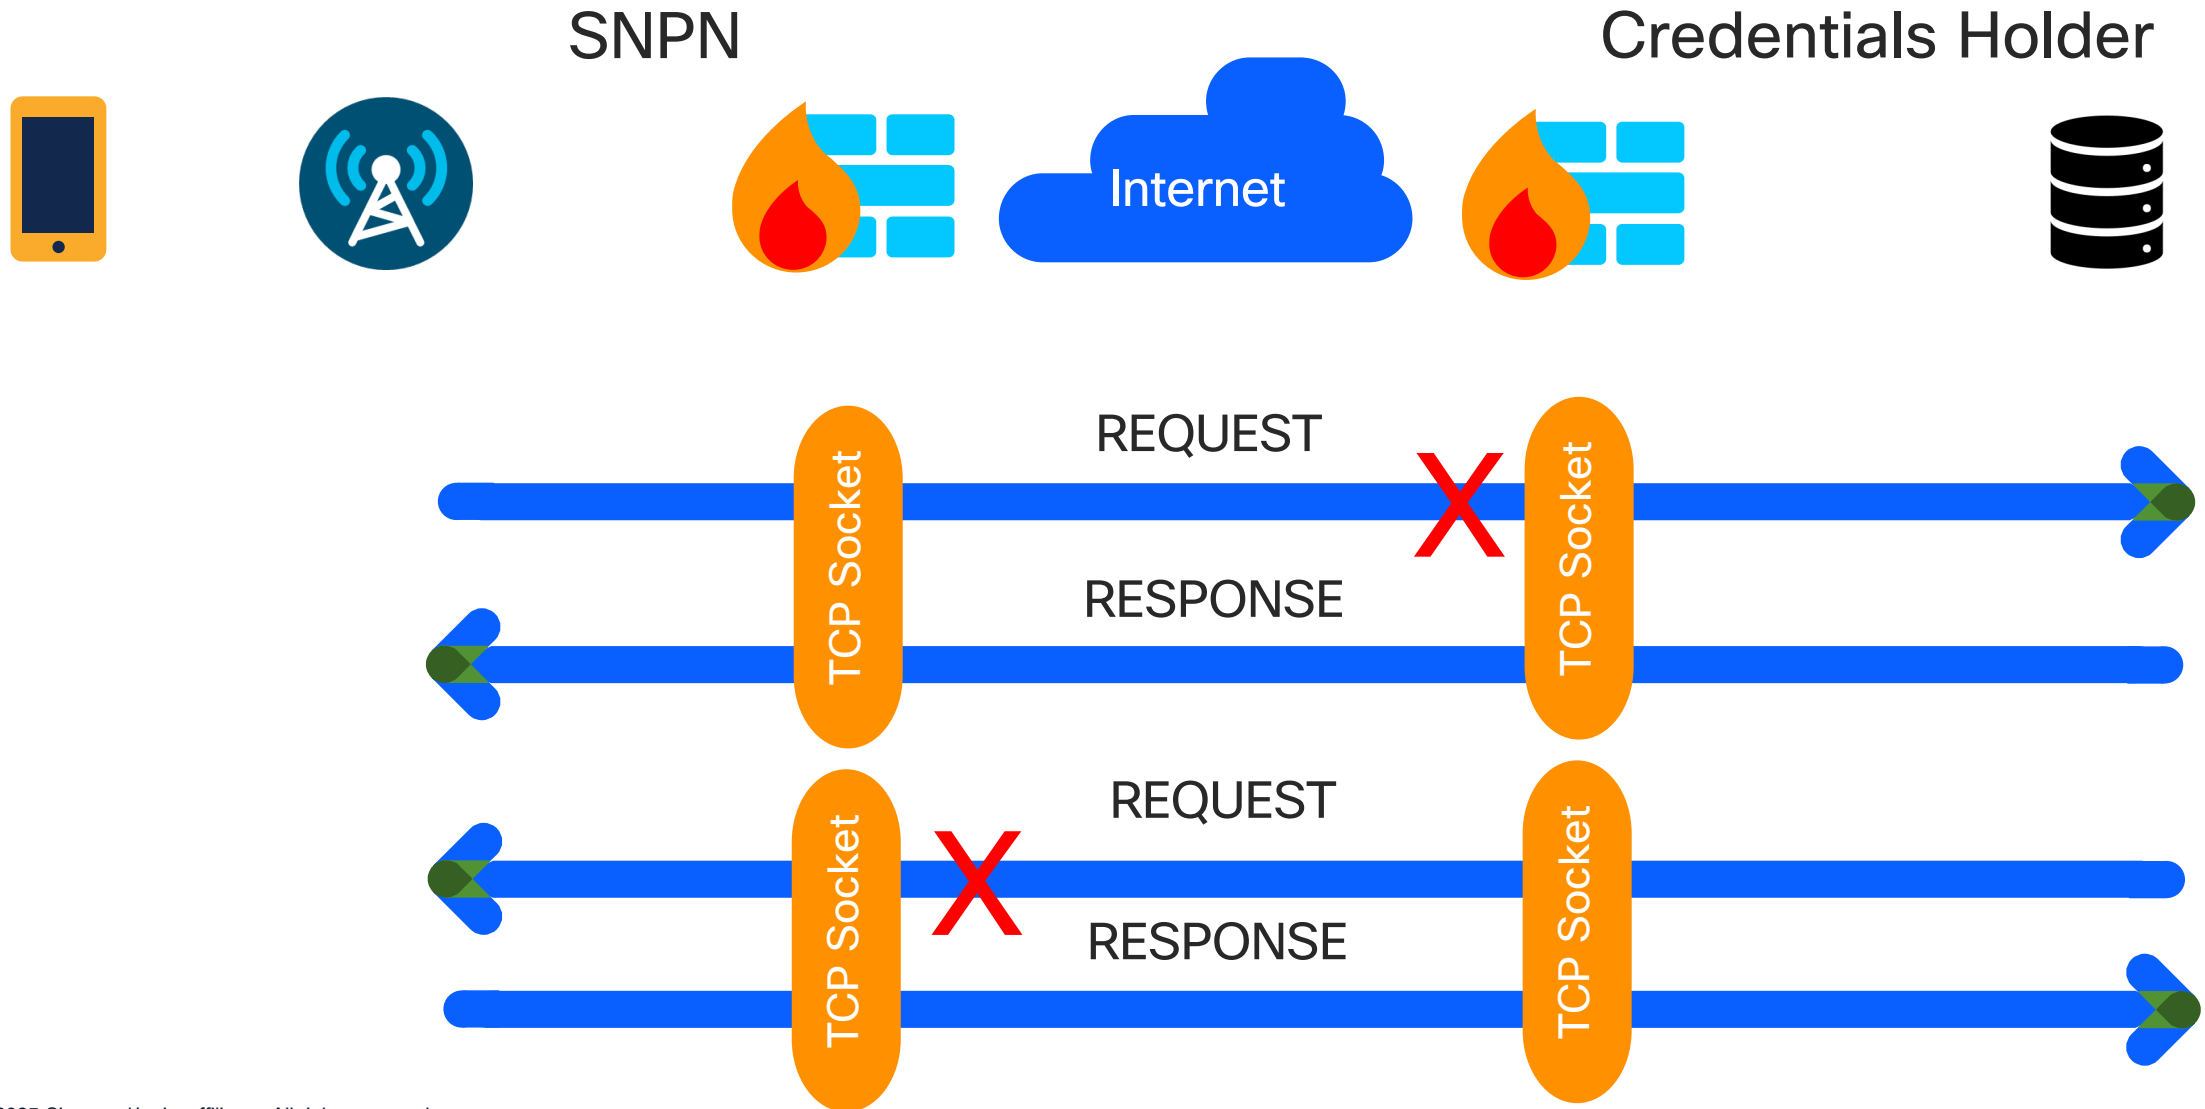 SNPN
Credentials Holder
Internet
REQUEST
TCP Socket
TCP Socket
RESPONSE
REQUEST
TCP Socket
TCP Socket
RESPONSE